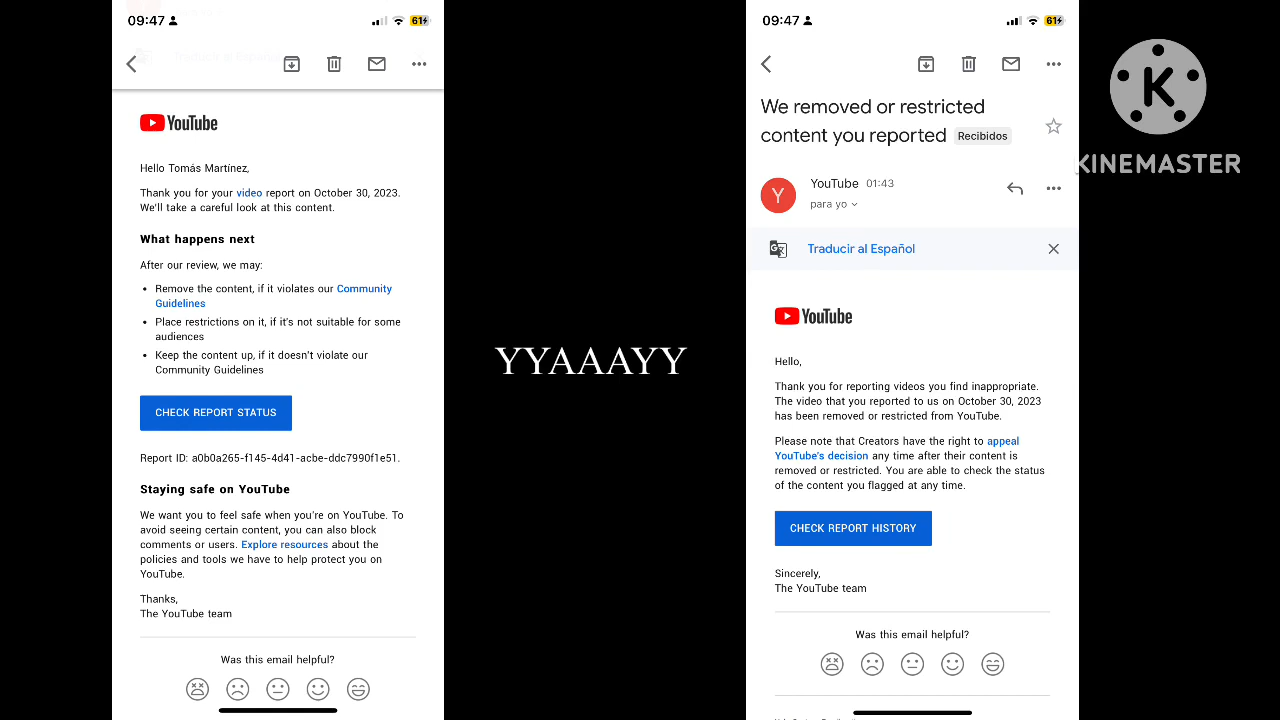 09:47
61
YouTube
Hello Tomás Martínez,
Thank you for your video report on October 30, 2023.
We'll take a careful look at this content.
What happens next
After our review, we may:
• Remove the content, if it violates our Community
Guidelines
• Place restrictions on it, if it's not suitable for some
audiences
• Keep the content up, if it doesn't violate our
Community Guidelines
CHECK REPORT STATUS
Report ID: a0b0a265-f145-4d41-acbe-ddc7990f1e51.
Staying safe on YouTube
We want you to feel safe when you're on YouTube. To
avoid seeing certain content, you can also block
comments or users. Explore resources about the
policies and tools we have to help protect you on
YouTube.
Thanks,
The YouTube team
Was this email helpful?
YYAAAYY
09:47
61
We removed or restricted
content you reported Recibidos
Y
YouTube 01:43
para yo
Traducir al Español
YouTube
Hello,
Thank you for reporting videos you find inappropriate.
The video that you reported to us on October 30, 2023
has been removed or restricted from YouTube.
Please note that Creators have the right to appeal
YouTube's decision any time after their content is
removed or restricted. You are able to check the status
of the content you flagged at any time.
CHECK REPORT HISTORY
Sincerely,
The YouTube team
Was this email helpful?
K
KINEMASTER